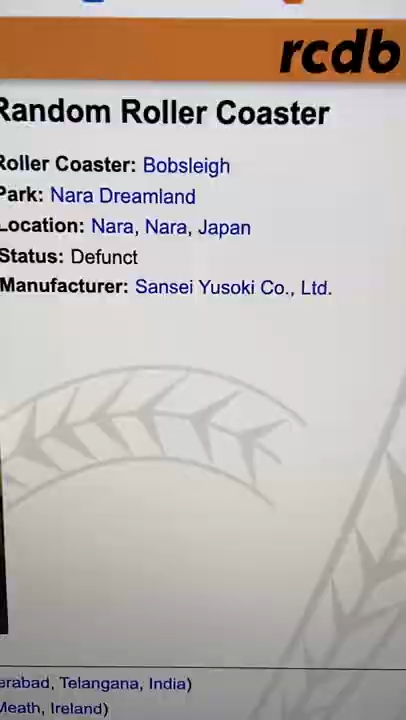 rcdb
Random Roller Coaster
Roller Coaster: Bobsleigh
Park: Nara Dreamland
Location: Nara, Nara, Japan
Status: Defunct
Manufacturer: Sansei Yusoki Co., Ltd.
erabad, Telangana, India)
Meath, Ireland)